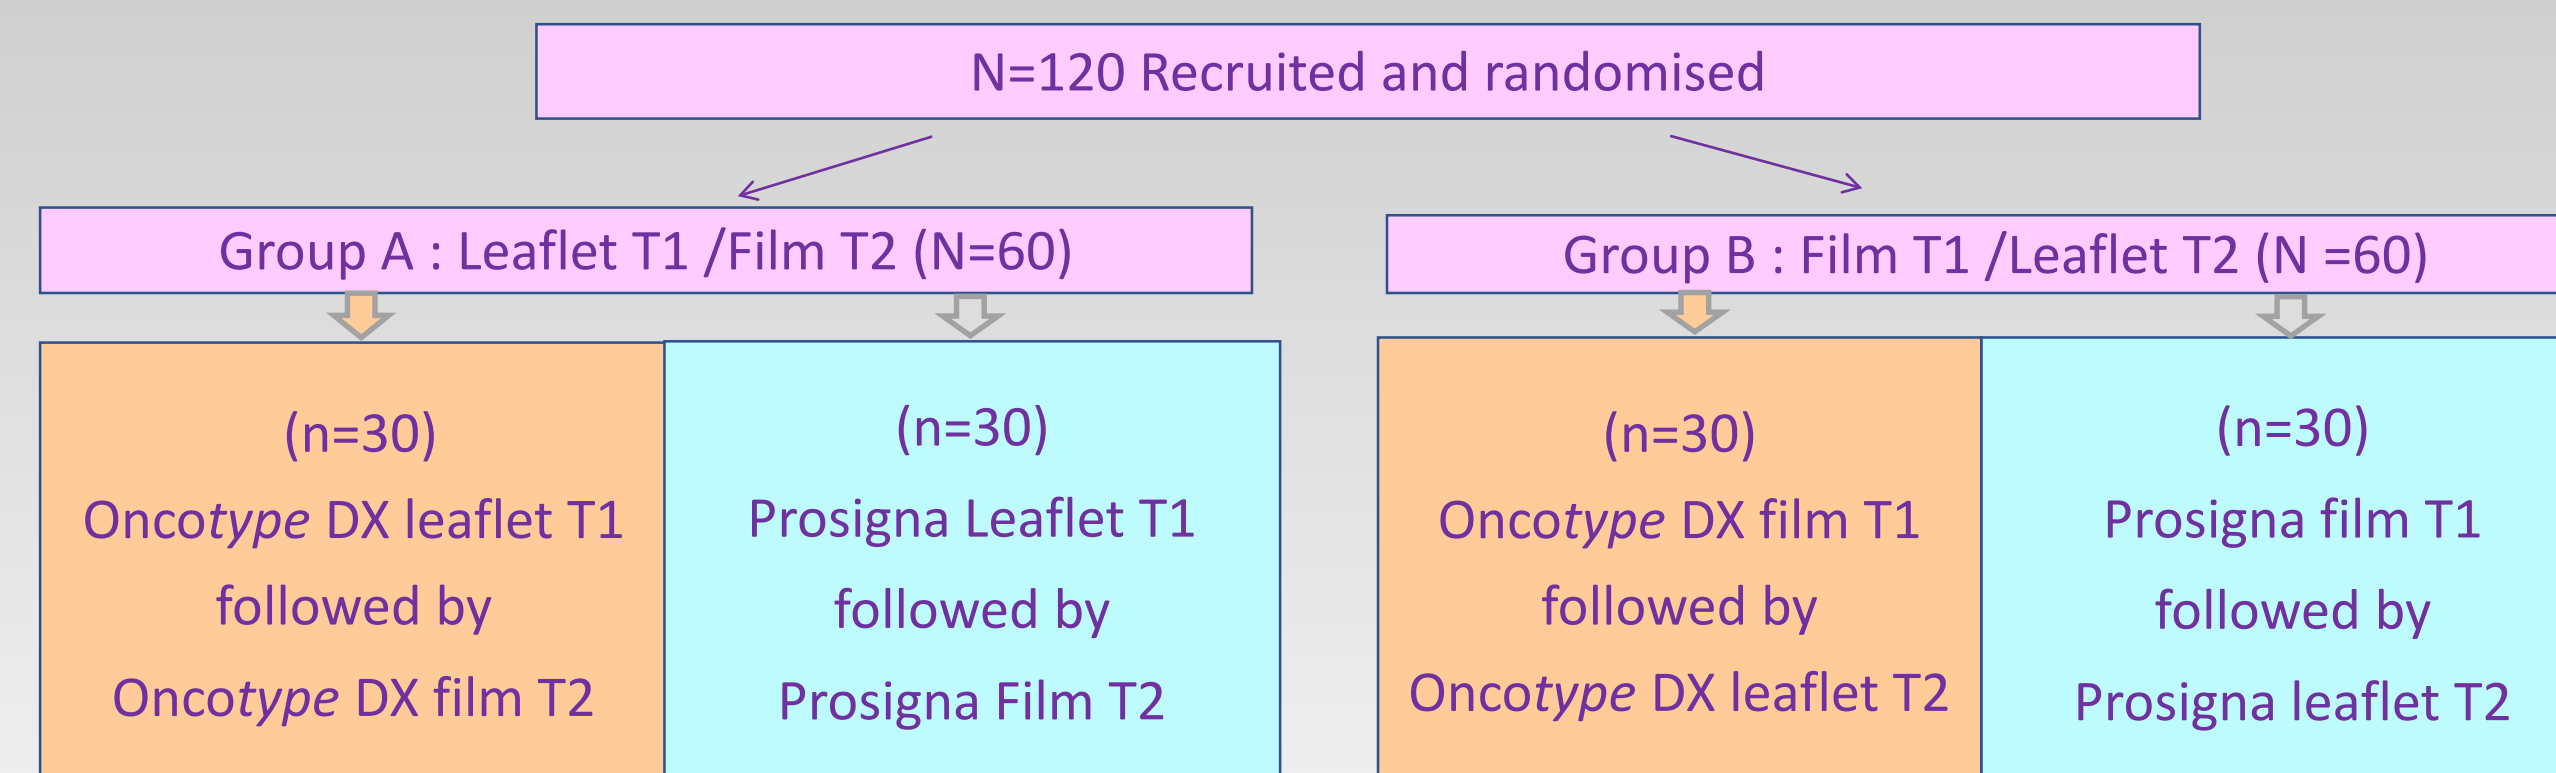 N=120 Recruited and randomised
Group A : Leaflet T1 /Film T2 (N=60)
Group B : Film T1 /Leaflet T2 (N =60)
(n=30)
Oncotype DX leaflet T1
followed by
Oncotype DX film T2
(n=30)
Prosigna Leaflet T1
followed by
Prosigna Film T2
(n=30)
Oncotype DX film T1
followed by
Oncotype DX leaflet T2
(n=30)
Prosigna film T1
followed by
Prosigna leaflet T2